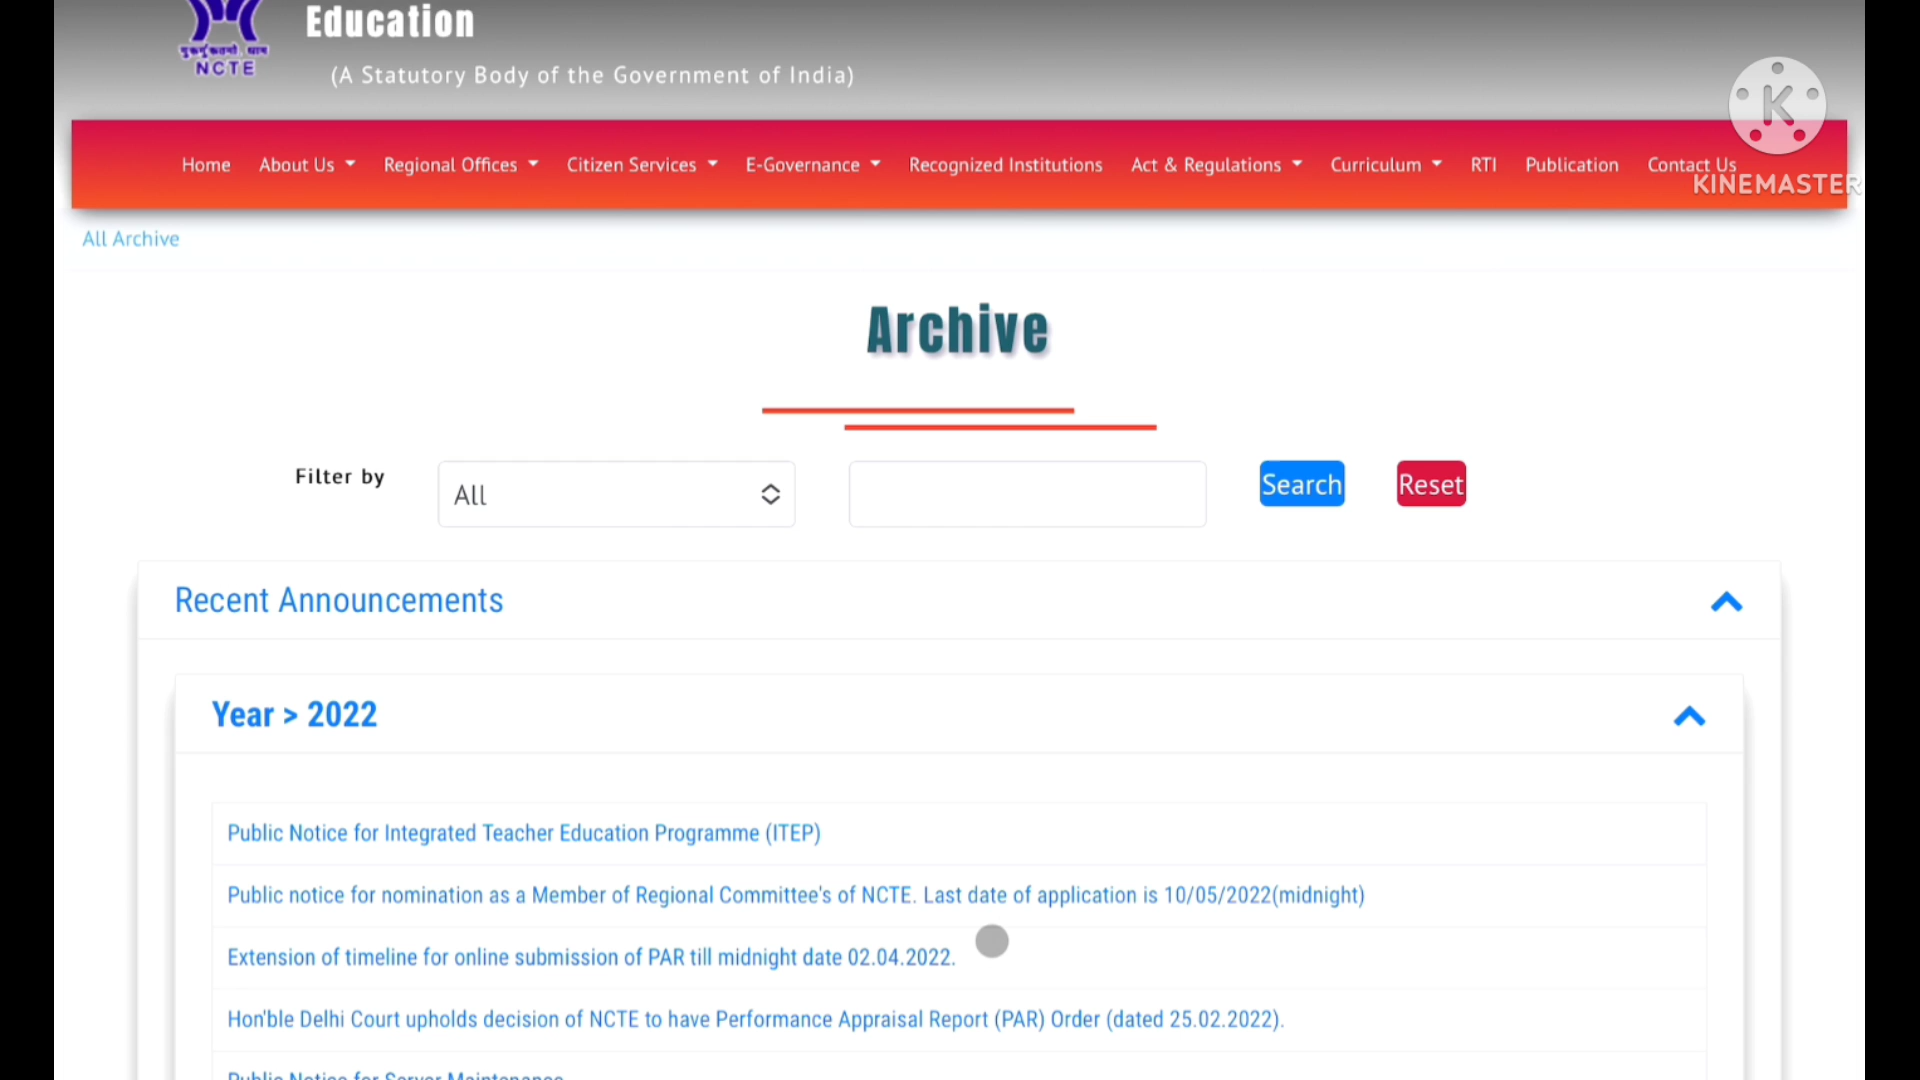 Education
NCTE
(A Statutory Body of the Government of India)
K
KINEMASTER
Home About Us Regional Offices Citizen Services E-Governance Recognized Institutions Act & Regulations Curriculum RTI Publication Contact Us
All Archive
Archive
Filter by All Search Reset
Recent Announcements
Year > 2022
Public Notice for Integrated Teacher Education Programme (ITEP)
Public notice for nomination as a Member of Regional Committee's of NCTE. Last date of application is 10/05/2022(midnight)
Extension of timeline for online submission of PAR till midnight date 02.04.2022.
Hon'ble Delhi Court upholds decision of NCTE to have Performance Appraisal Report (PAR) Order (dated 25.02.2022).
Public Notice for Server Maintenance